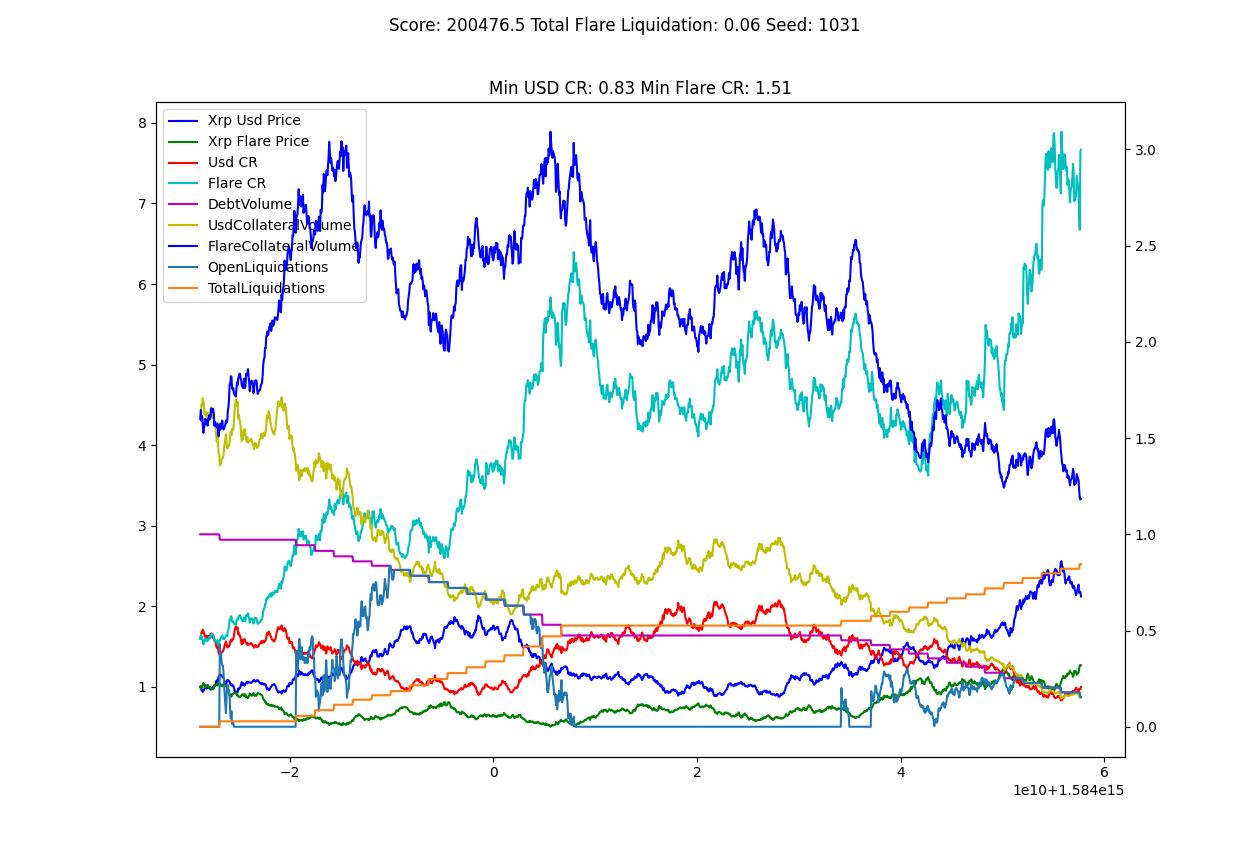 Score: 200476.5 Total Flare Liquidation: 0.06 Seed: 1031
Min USD CR: 0.83 Min Flare CR: 1.51
Xrp Usd Price
Xrp Flare Price
Usd CR
Flare CR
DebtVolume
UsdCollateralVolume
FlareCollateralVolume
OpenLiquidations
TotalLiquidations
8
7
6
5
4
3
2
1
3.0
2.5
2.0
1.5
1.0
0.5
0.0
−2
0
2
4
6
1e10+1.584e15